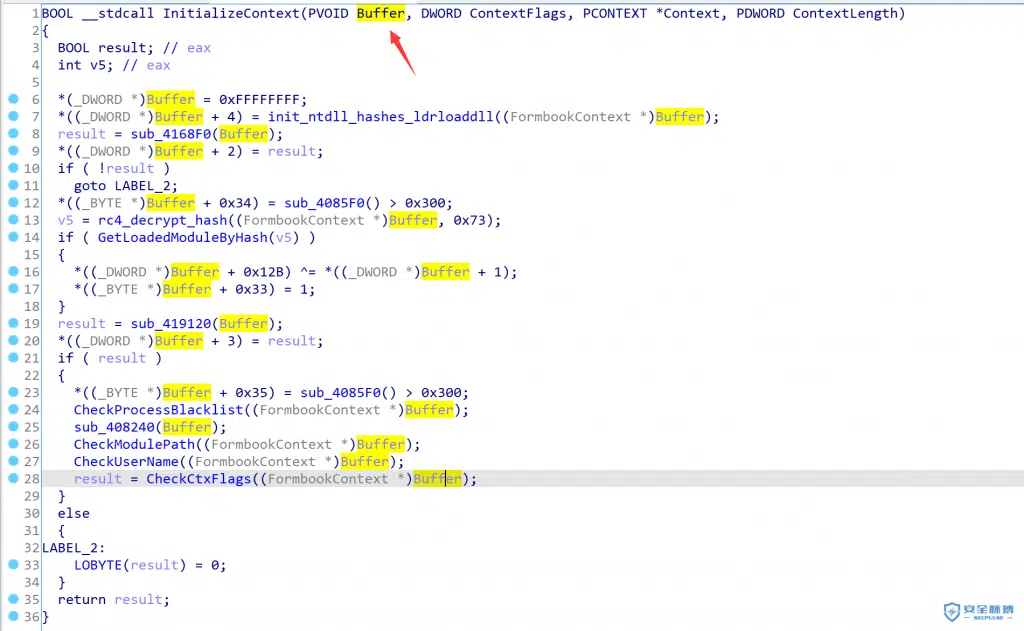 1 BOOL __stdcall InitializeContext(PVOID Buffer, DWORD ContextFlags, PCONTEXT *Context, PDWORD ContextLength)
2 {
3   BOOL result; // eax
4   int v5; // eax
5
6   *(_DWORD *)Buffer = 0xFFFFFFFF;
7   *((_DWORD *)Buffer + 4) = init_ntdll_hashes_ldrloaddll((FormbookContext *)Buffer);
8   result = sub_4168F0(Buffer);
9   *((_DWORD *)Buffer + 2) = result;
10   if ( !result )
11     goto LABEL_2;
12   *((_BYTE *)Buffer + 0x34) = sub_4085F0() > 0x300;
13   v5 = rc4_decrypt_hash((FormbookContext *)Buffer, 0x73);
14   if ( GetLoadedModuleByHash(v5) )
15   {
16     *((_DWORD *)Buffer + 0x12B) ^= *((_DWORD *)Buffer + 1);
17     *((_BYTE *)Buffer + 0x33) = 1;
18   }
19   result = sub_419120(Buffer);
20   *((_DWORD *)Buffer + 3) = result;
21   if ( result )
22   {
23     *((_BYTE *)Buffer + 0x35) = sub_4085F0() > 0x300;
24     CheckProcessBlacklist((FormbookContext *)Buffer);
25     sub_408240(Buffer);
26     CheckModulePath((FormbookContext *)Buffer);
27     CheckUserName((FormbookContext *)Buffer);
28     result = CheckCtxFlags((FormbookContext *)Buffer);
29   }
30   else
31   {
32 LABEL_2:
33     LOBYTE(result) = 0;
34   }
35   return result;
36 }
安全脉搏
SECPULSE